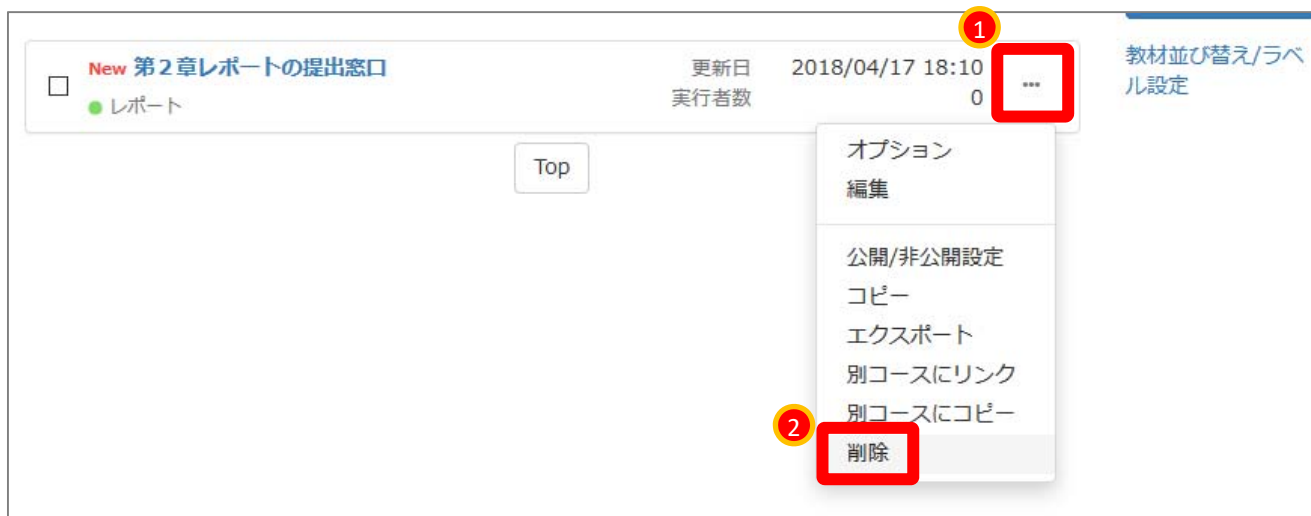 1
New 第２章レポートの提出窓口
更新日 2018/04/17 18:10
レポート
実行者数 0
...
教材並び替え/ラベ
ル設定
Top
オプション
編集
公開/非公開設定
コピー
エクスポート
別コースにリンク
別コースにコピー
2
削除